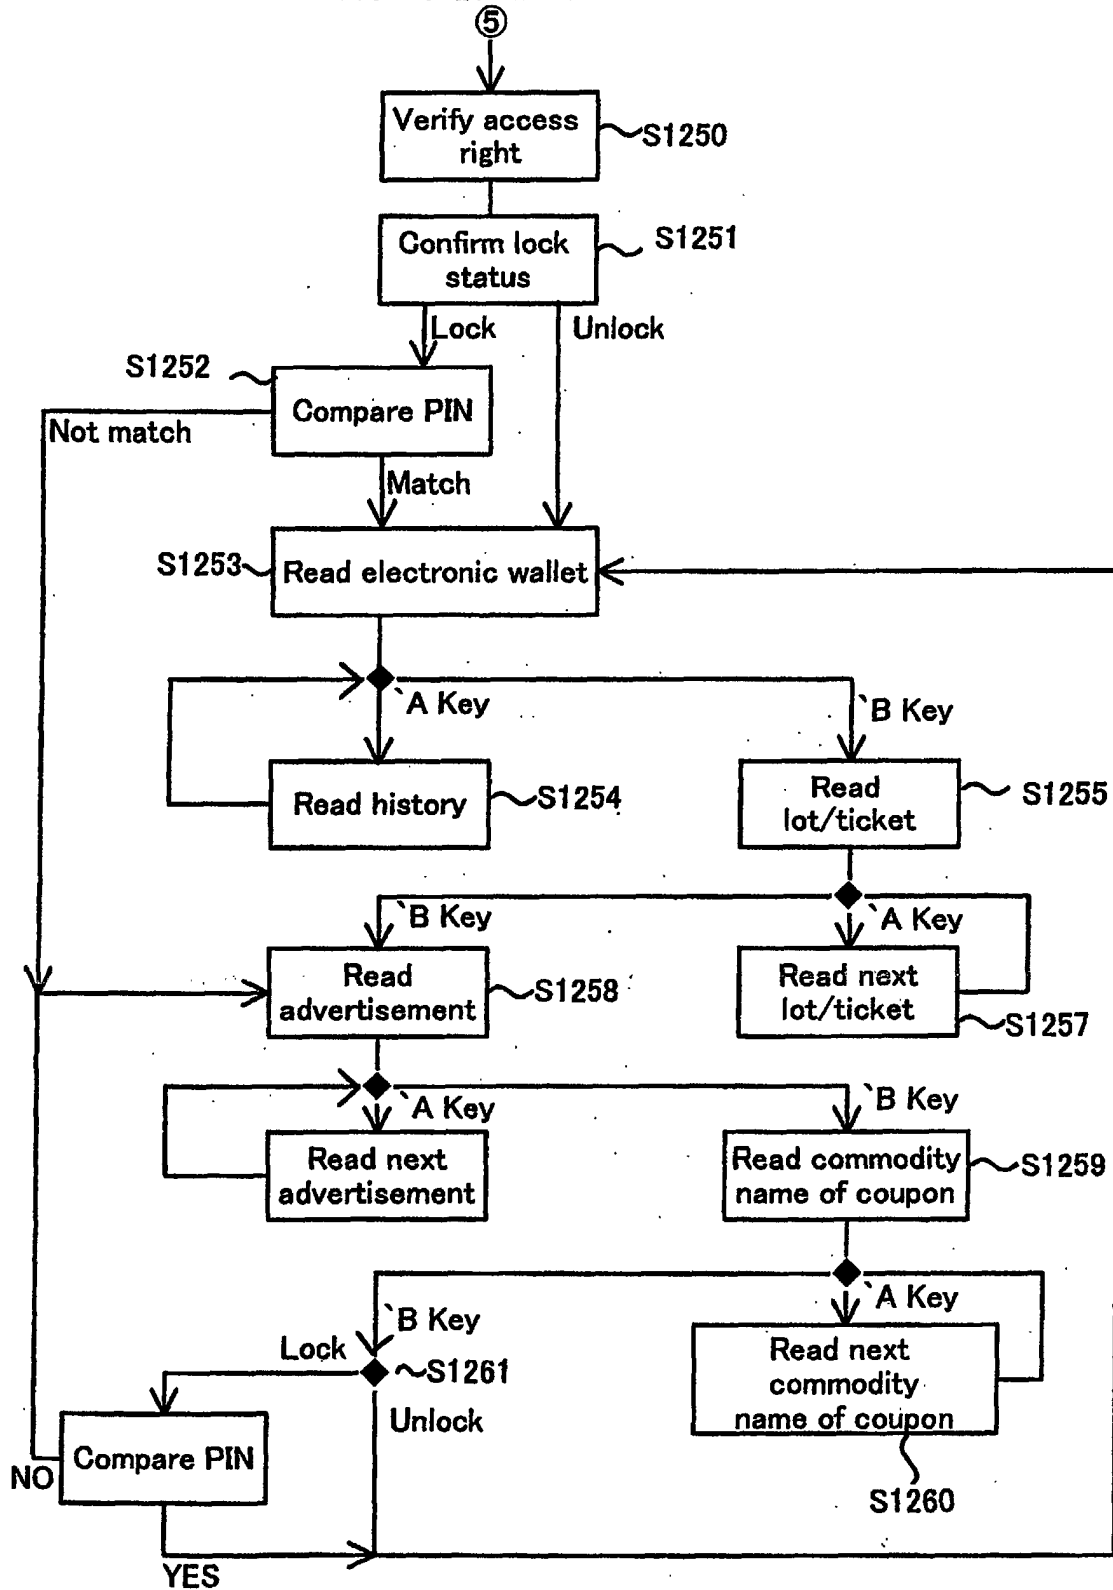 ⑤
Verify access
right
S1250
Confirm lock
status
S1251
Lock
Unlock
S1252
Compare PIN
Not match
Match
S1253
Read electronic wallet
`A Key
`B Key
Read history
S1254
Read
lot/ticket
S1255
`B Key
`A Key
Read
advertisement
S1258
Read next
lot/ticket
S1257
`A Key
`B Key
Read next
advertisement
Read commodity
name of coupon
S1259
`B Key
`A Key
Lock
S1261
Read next
commodity
name of coupon
Unlock
Compare PIN
NO
S1260
YES